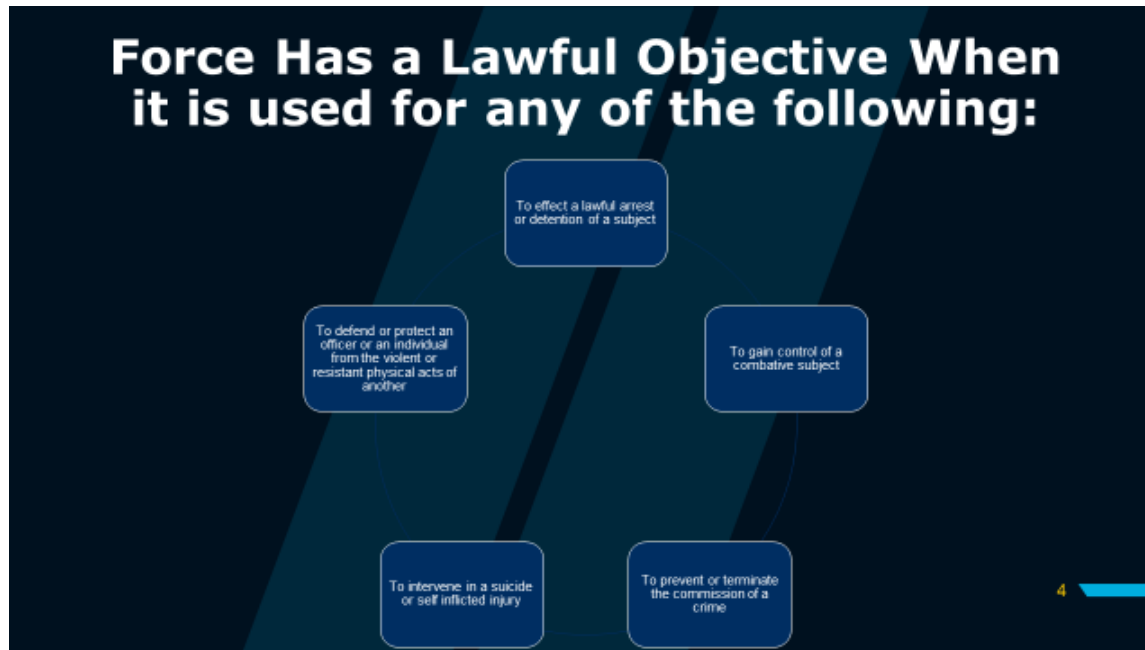 Force Has a Lawful Objective When
it is used for any of the following:
To effect a lawful arrest
or detention of a subject
To gain control of a
combative subject
To prevent or terminate
the commission of a
crime
To intervene in a suicide
or self inflicted injury
To defend or protect an
officer or an individual
from the violent or
resistant physical acts of
another
4